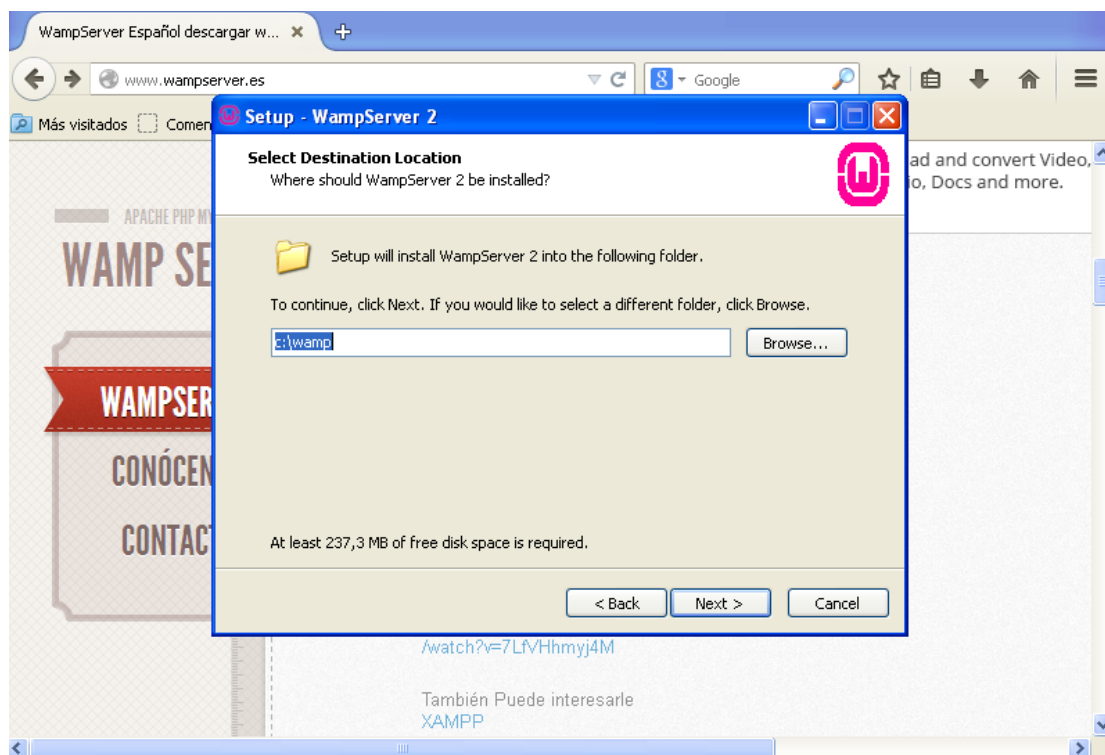 WampServer Español descargar w...
www.wampserver.es
Google
Más visitados
Comen
Setup - WampServer 2
Select Destination Location
Where should WampServer 2 be installed?
ad and convert Video,
io, Docs and more.
APACHE PHP MY
WAMP SE
Setup will install WampServer 2 into the following folder.
To continue, click Next. If you would like to select a different folder, click Browse.
c:\wamp
Browse...
WAMPSER
CONÓCEN
CONTAC
At least 237,3 MB of free disk space is required.
< Back
Next >
Cancel
/watch?v=7LfVHhmyj4M
También Puede interesarle
XAMPP